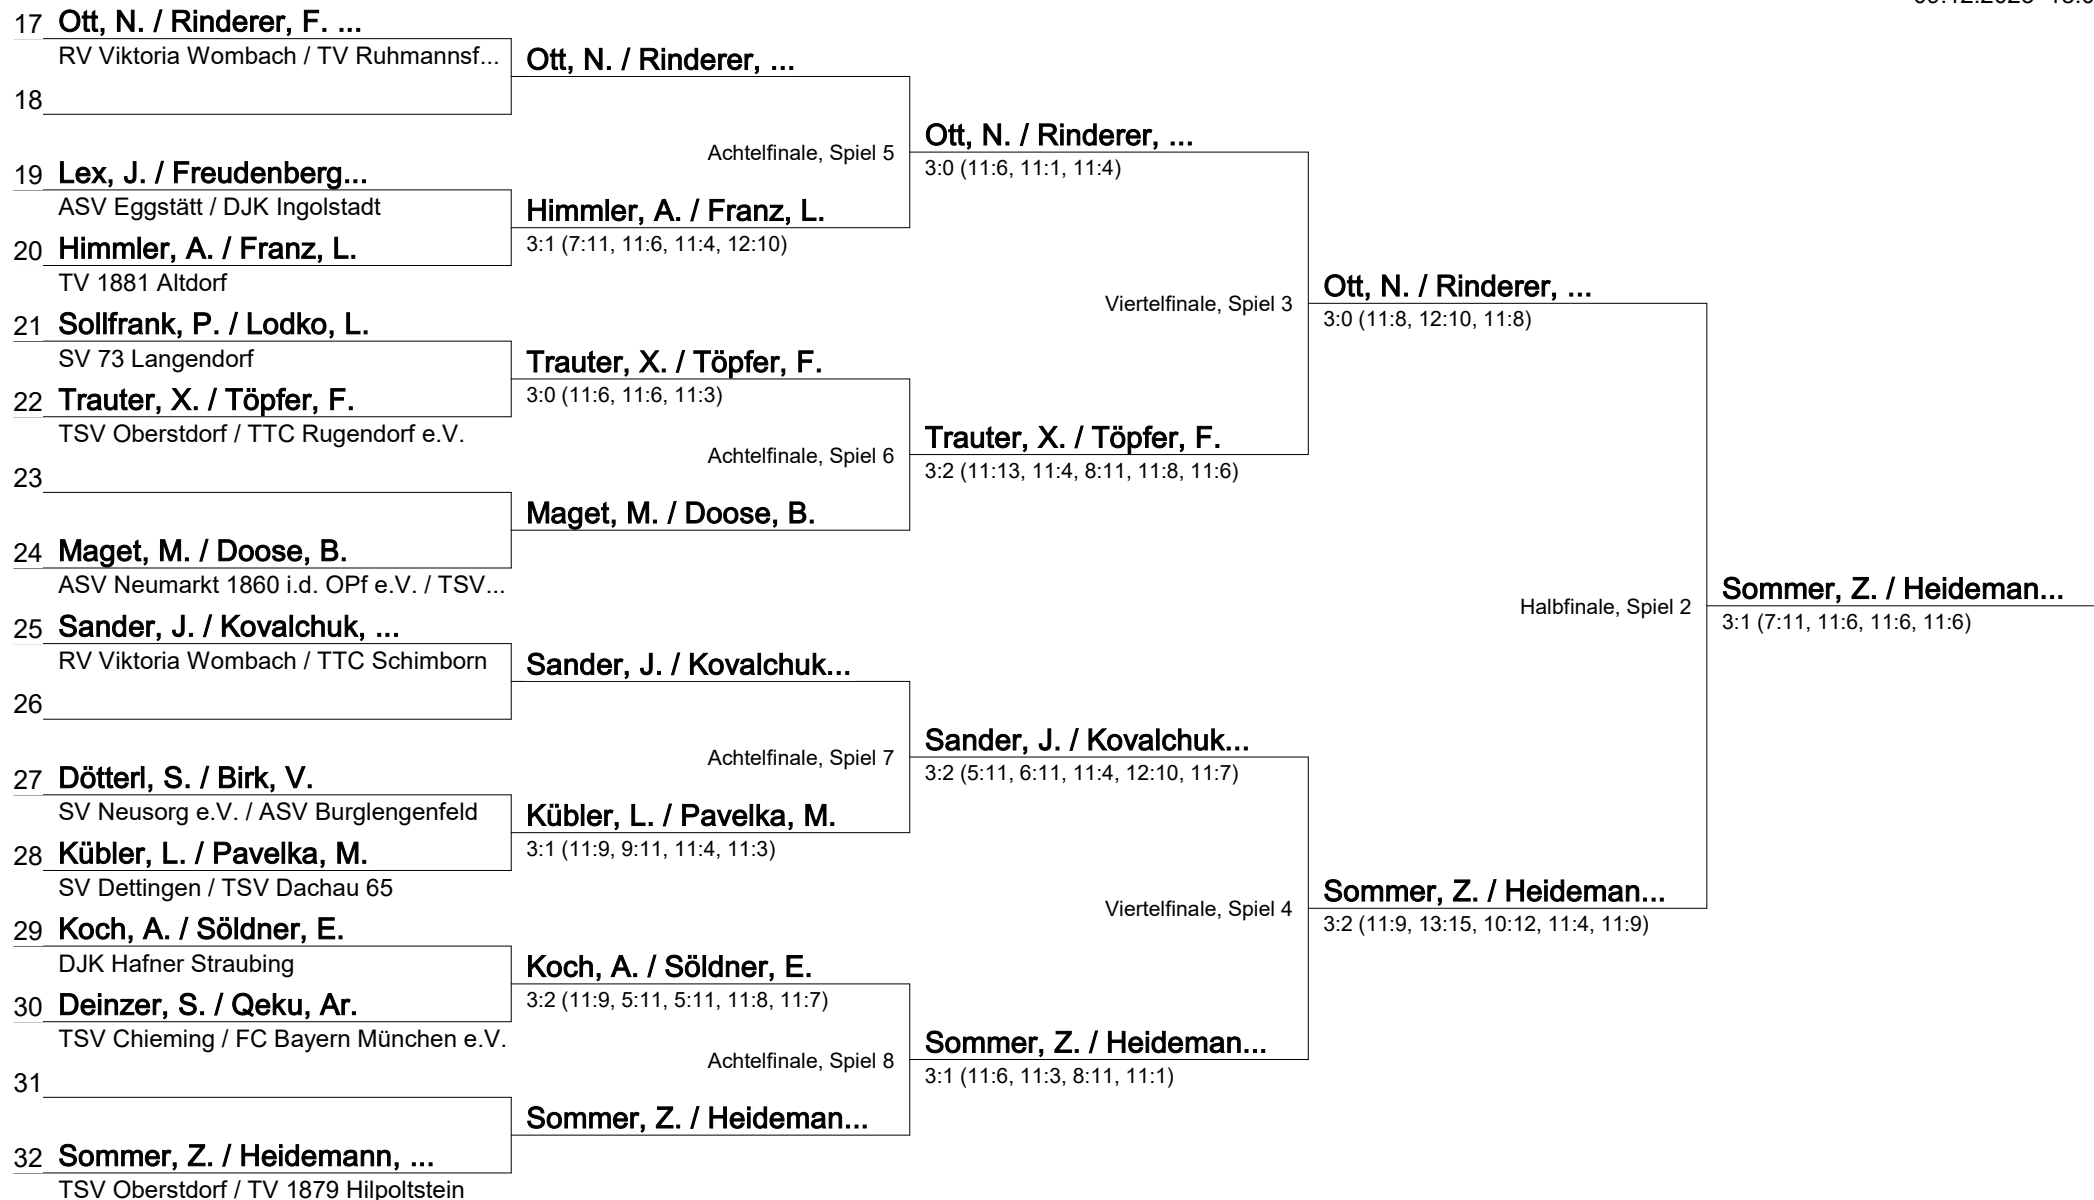 17 Ott, N. / Rinderer, F. ...
RV Viktoria Wombach / TV Ruhmannsf...
Ott, N. / Rinderer, ...
18
Achtelfinale, Spiel 5
Ott, N. / Rinderer, ...
3:0 (11:6, 11:1, 11:4)
19 Lex, J. / Freudenberg...
ASV Eggstätt / DJK Ingolstadt
Himmler, A. / Franz, L.
3:1 (7:11, 11:6, 11:4, 12:10)
20 Himmler, A. / Franz, L.
TV 1881 Altdorf
Viertelfinale, Spiel 3
Ott, N. / Rinderer, ...
3:0 (11:8, 12:10, 11:8)
21 Sollfrank, P. / Lodko, L.
SV 73 Langendorf
Trauter, X. / Töpfer, F.
3:0 (11:6, 11:6, 11:3)
22 Trauter, X. / Töpfer, F.
TSV Oberstdorf / TTC Rugendorf e.V.
Achtelfinale, Spiel 6
Trauter, X. / Töpfer, F.
3:2 (11:13, 11:4, 8:11, 11:8, 11:6)
23
Maget, M. / Doose, B.
24 Maget, M. / Doose, B.
ASV Neumarkt 1860 i.d. OPf e.V. / TSV...
Halbfinale, Spiel 2
Sommer, Z. / Heideman...
3:1 (7:11, 11:6, 11:6, 11:6)
25 Sander, J. / Kovalchuk, ...
RV Viktoria Wombach / TTC Schimborn
Sander, J. / Kovalchuk...
26
Achtelfinale, Spiel 7
Sander, J. / Kovalchuk...
3:2 (5:11, 6:11, 11:4, 12:10, 11:7)
27 Dötterl, S. / Birk, V.
SV Neusorg e.V. / ASV Burglengenfeld
Kübler, L. / Pavelka, M.
3:1 (11:9, 9:11, 11:4, 11:3)
28 Kübler, L. / Pavelka, M.
SV Dettingen / TSV Dachau 65
Viertelfinale, Spiel 4
Sommer, Z. / Heideman...
3:2 (11:9, 13:15, 10:12, 11:4, 11:9)
29 Koch, A. / Söldner, E.
DJK Hafner Straubing
Koch, A. / Söldner, E.
3:2 (11:9, 5:11, 5:11, 11:8, 11:7)
30 Deinzer, S. / Qeku, Ar.
TSV Chieming / FC Bayern München e.V.
Achtelfinale, Spiel 8
Sommer, Z. / Heideman...
3:1 (11:6, 11:3, 8:11, 11:1)
31
Sommer, Z. / Heideman...
32 Sommer, Z. / Heidemann, ...
TSV Oberstdorf / TV 1879 Hilpoltstein